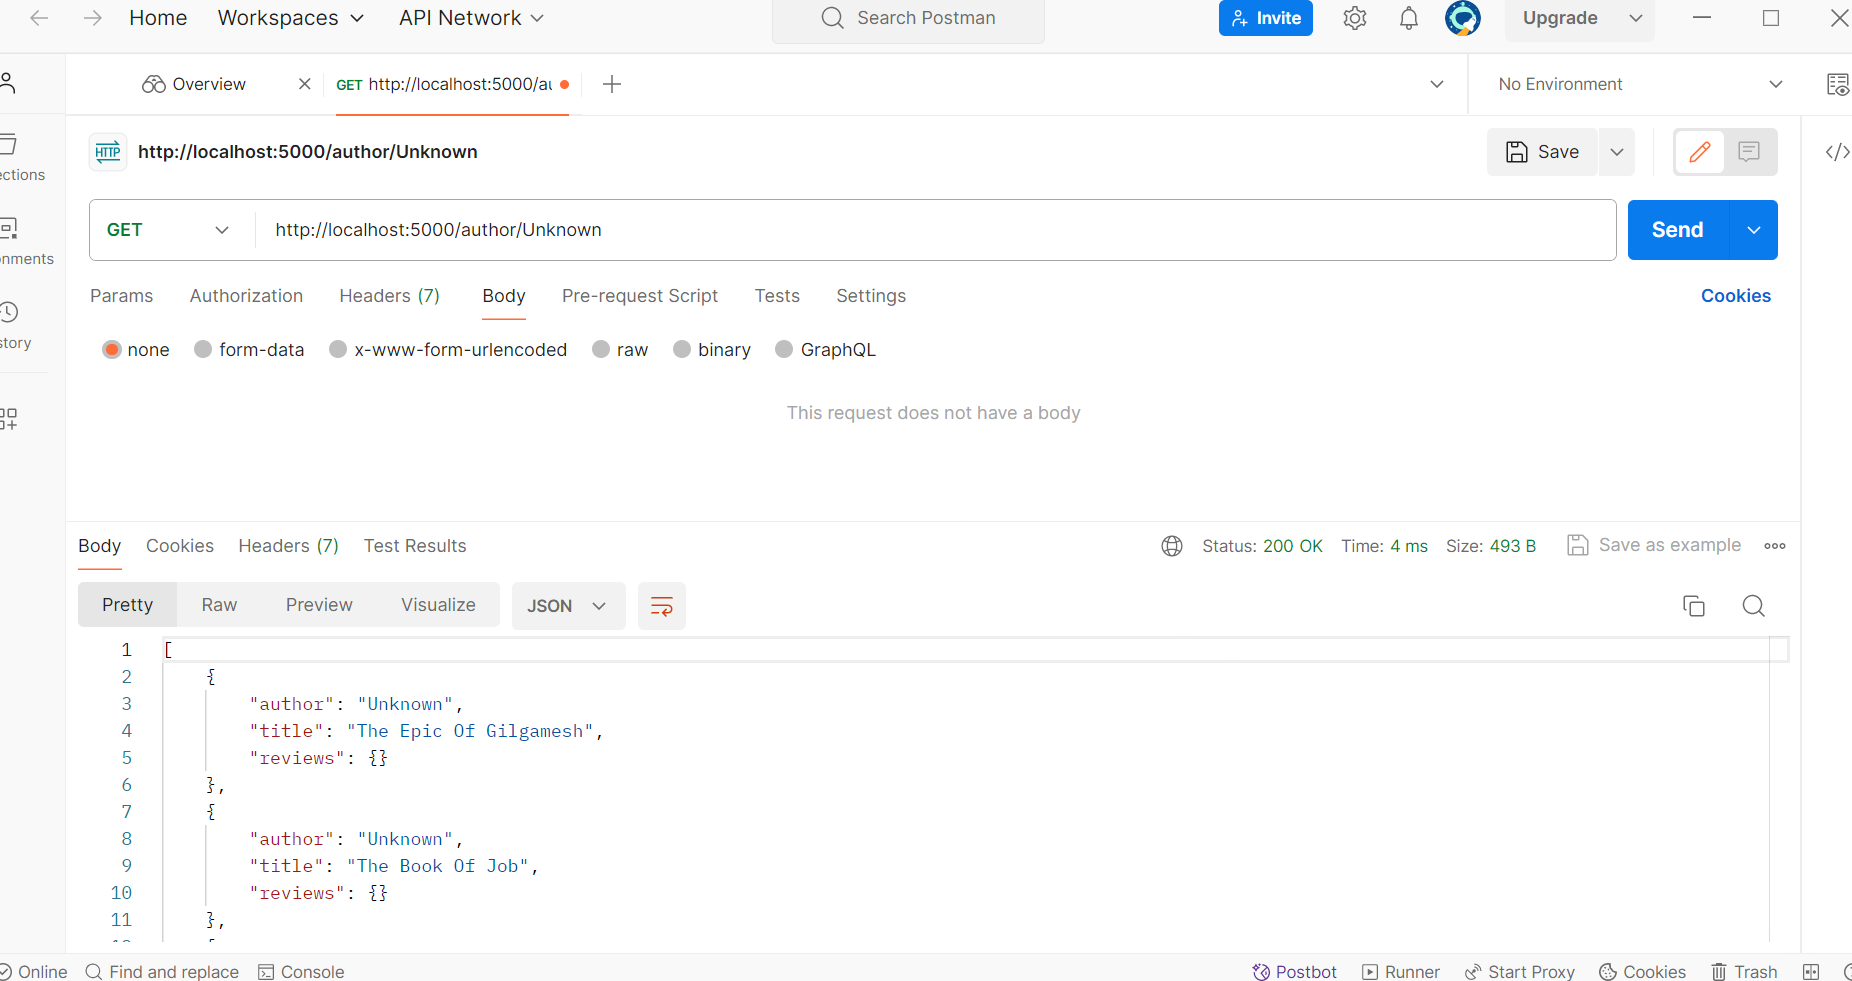 Home Workspaces API Network Search Postman Invite Upgrade
Overview GET http://localhost:5000/au No Environment
HTTP http://localhost:5000/author/Unknown Save </>
ections
GET http://localhost:5000/author/Unknown Send
onments
Params Authorization Headers (7) Body Pre-request Script Tests Settings Cookies
story
none form-data x-www-form-urlencoded raw binary GraphQL
This request does not have a body
Body Cookies Headers (7) Test Results Status: 200 OK Time: 4 ms Size: 493 B Save as example
Pretty Raw Preview Visualize JSON
1 [
2 {
3 "author": "Unknown",
4 "title": "The Epic Of Gilgamesh",
5 "reviews": {}
6 },
7 {
8 "author": "Unknown",
9 "title": "The Book Of Job",
10 "reviews": {}
11 },
Online Find and replace Console Postbot Runner Start Proxy Cookies Trash